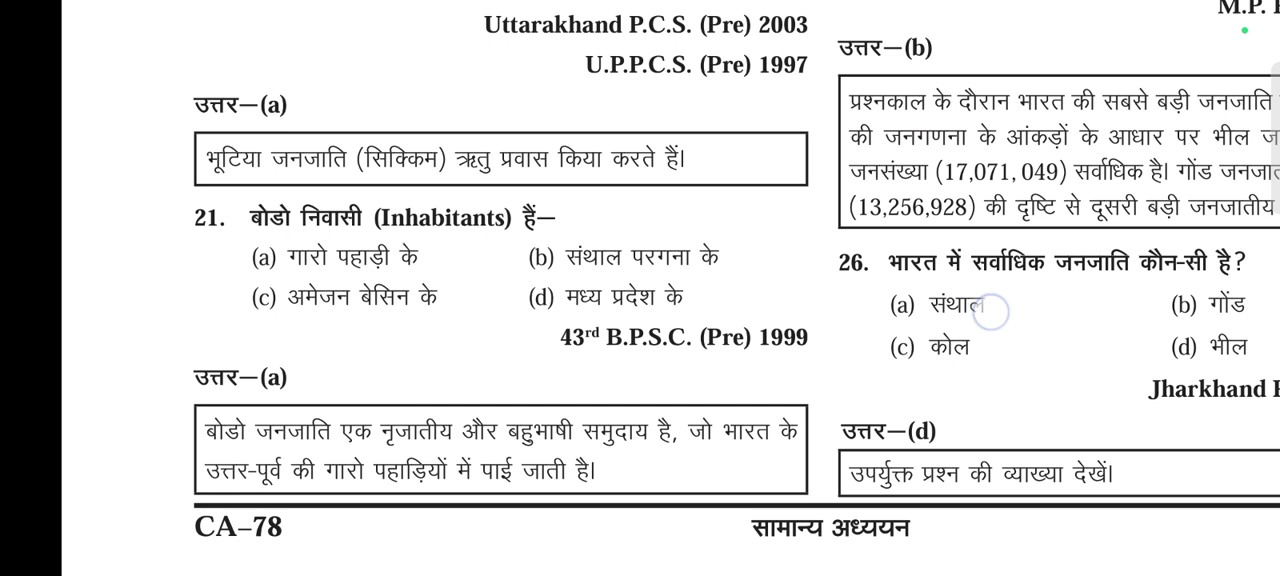 Uttarakhand P.C.S. (Pre) 2003
U.P.P.C.S. (Pre) 1997
उत्तर–(a)
भूटिया जनजाति (सिक्किम) ऋतु प्रवास किया करते हैं।
21. बोडो निवासी (Inhabitants) हैं–
(a) गारो पहाड़ी के (b) संथाल परगना के
(c) अमेजन बेसिन के (d) मध्य प्रदेश के
43rd B.P.S.C. (Pre) 1999
उत्तर–(a)
बोडो जनजाति एक नृजातीय और बहुभाषी समुदाय है, जो भारत के
उत्तर-पूर्व की गारो पहाड़ियों में पाई जाती है।
M.P.
उत्तर–(b)
प्रश्नकाल के दौरान भारत की सबसे बड़ी जनजाति
की जनगणना के आंकड़ों के आधार पर भील
जनसंख्या (17,071,049) सर्वाधिक है। गोंड
(13,256,928) की दृष्टि से दूसरी बड़ी जनजातीय
26. भारत में सर्वाधिक जनजाति कौन-सी है?
(a) संथाल (b) गोंड
(c) कोल (d) भील
Jharkhand
उत्तर–(d)
उपर्युक्त प्रश्न की व्याख्या देखें।
CA–78 सामान्य अध्ययन